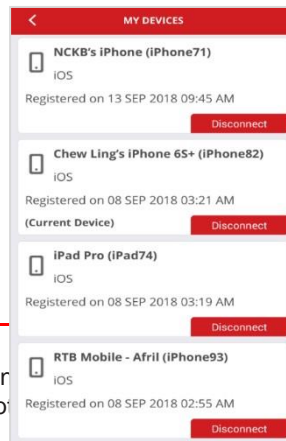 MY DEVICES
NCKB's iPhone (iPhone71)
iOS
Registered on 13 SEP 2018 09:45 AM
Disconnect
Chew Ling's iPhone 6S+ (iPhone82)
iOS
Registered on 08 SEP 2018 03:21 AM
(Current Device)
Disconnect
iPad Pro (iPad74)
iOS
Registered on 08 SEP 2018 03:19 AM
Disconnect
RTB Mobile - Afril (iPhone93)
iOS
Registered on 08 SEP 2018 02:55 AM
Disconnect